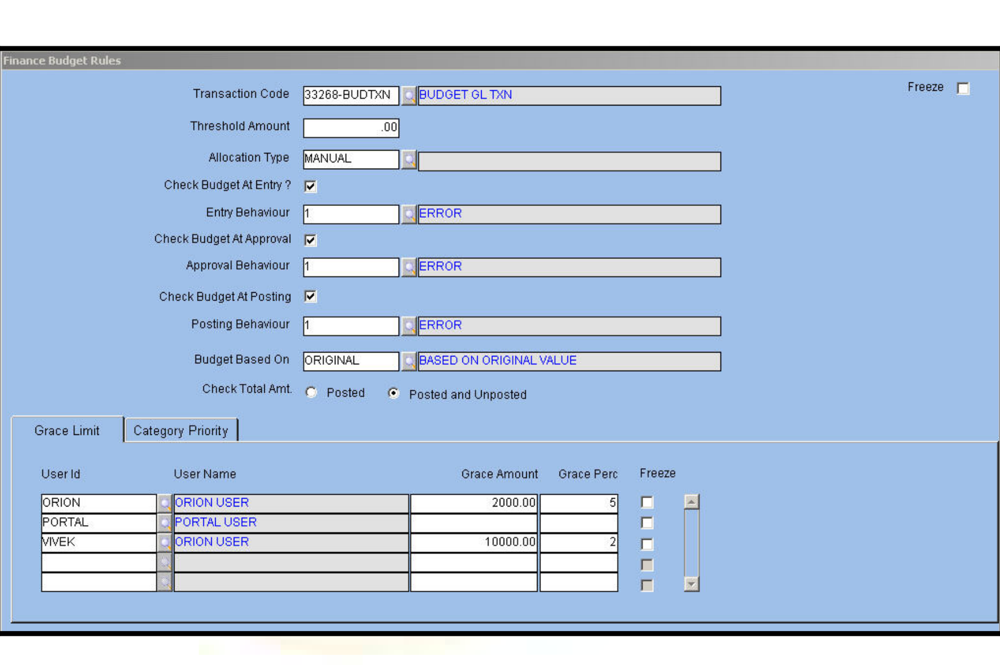 Finance Budget Rules
Transaction Code 33268-BUDTXN BUDGET GL TXN Freeze
Threshold Amount .00
Allocation Type MANUAL
Check Budget At Entry ?
Entry Behaviour 1 ERROR
Check Budget At Approval
Approval Behaviour 1 ERROR
Check Budget At Posting
Posting Behaviour 1 ERROR
Budget Based On ORIGINAL BASED ON ORIGINAL VALUE
Check Total Amt. Posted Posted and Unposted
Grace Limit Category Priority
User Id User Name Grace Amount Grace Perc Freeze
ORION ORION USER 2000.00 5
PORTAL PORTAL USER
VIVEK ORION USER 10000.00 2